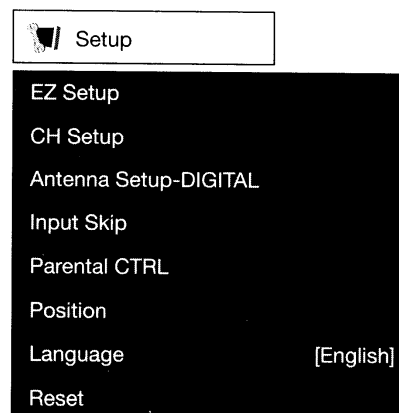 Setup
EZ Setup
CH Setup
Antenna Setup-DIGITAL
Input Skip
Parental CTRL
Position
Language [English]
Reset